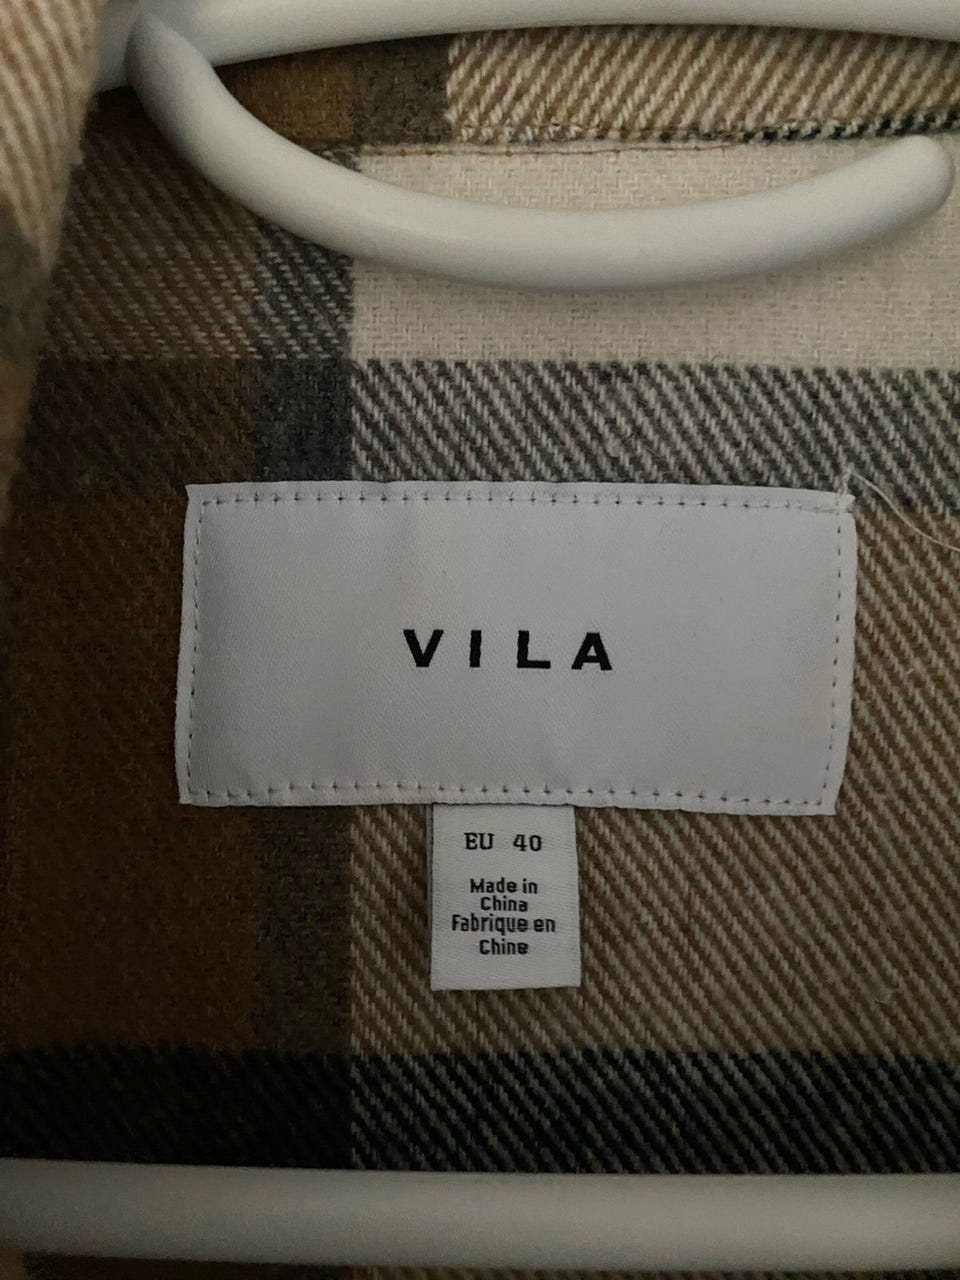 VILA
EU 40
Made in
China
Fabrique en
Chine